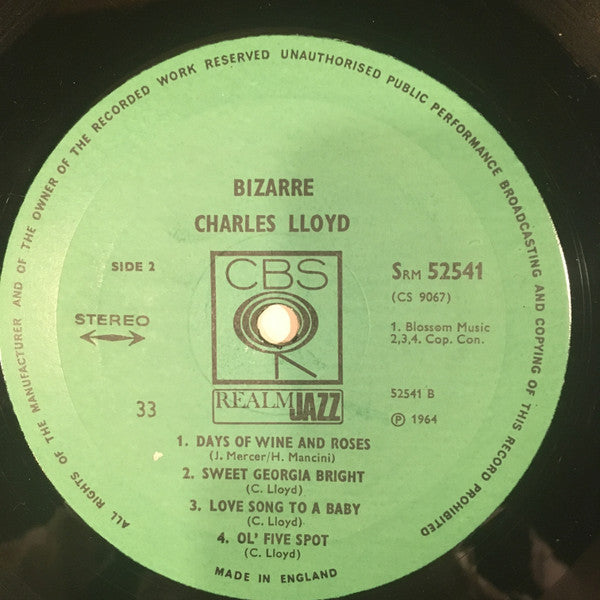 ALL RIGHTS OF THE MANUFACTURER AND OF THE OWNER OF THE RECORDED WORK RESERVED UNAUTHORISED PUBLIC PERFORMANCE BROADCASTING AND COPYING OF THIS RECORD PROHIBITED
BIZARRE
CHARLES LLOYD
SIDE 2
CBS
SRM 52541
(CS 9067)
STEREO
1. Blossom Music
2,3,4. Cop. Con.
33
REALM JAZZ
52541 B
Ⓟ 1964
1. DAYS OF WINE AND ROSES
(J. Mercer/H. Mancini)
2. SWEET GEORGIA BRIGHT
(C. Lloyd)
3. LOVE SONG TO A BABY
(C. Lloyd)
4. OL' FIVE SPOT
(C. Lloyd)
MADE IN ENGLAND